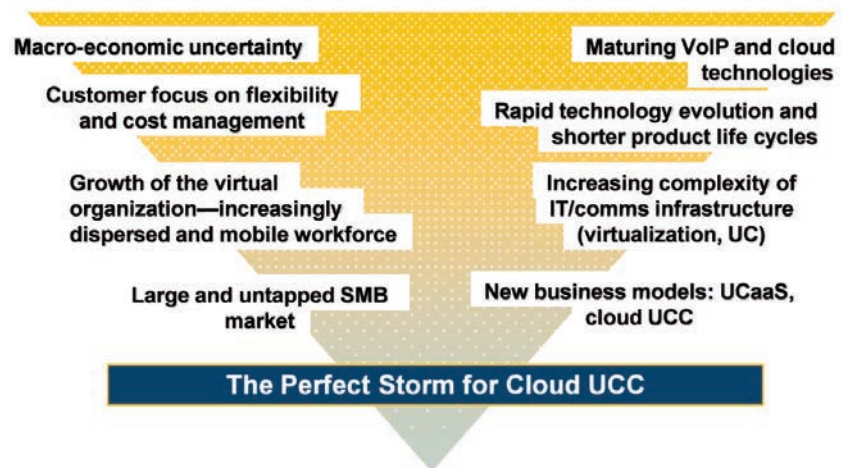 Macro-economic uncertainty
Customer focus on flexibility
and cost management
Growth of the virtual
organization—increasingly
dispersed and mobile workforce
Large and untapped SMB
market
Maturing VoIP and cloud
technologies
Rapid technology evolution and
shorter product life cycles
Increasing complexity of
IT/comms infrastructure
(virtualization, UC)
New business models: UCaaS,
cloud UCC
The Perfect Storm for Cloud UCC